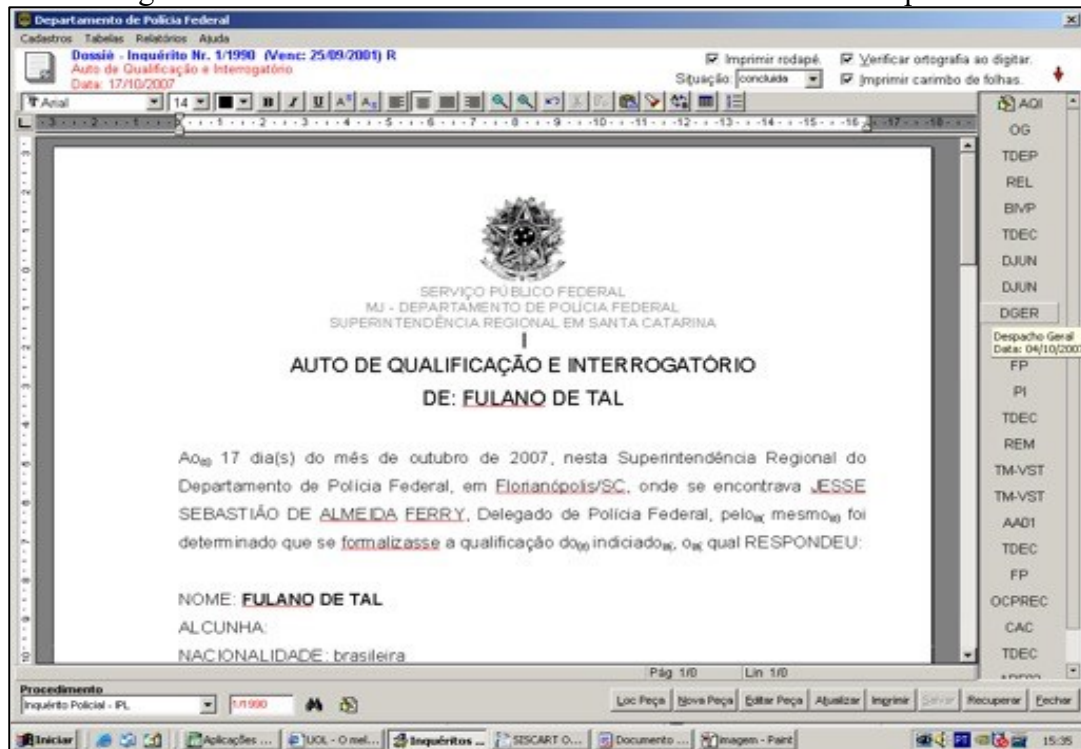 Departamento de Polícia Federal
Cadastros Tabelas Relatórios Ajuda
Dossiê - Inquérito Nr. 1/1990 (Venc: 25/09/2001) R
Auto de Qualificação e Interrogatório
Data: 17/10/2007
Imprimir rodapé.
Verificar ortografia ao digitar.
Situação: concluída
Imprimir carimbo de folhas.
Arial 14 B I U
AQI
OG
TDEP
REL
BIVP
TDEC
DJUN
DJUN
DGER
Despacho Geral
Data: 04/10/2007
FP
PI
TDEC
REM
TM-VST
TM-VST
AAD1
TDEC
FP
OCPREC
CAC
TDEC
SERVIÇO PÚBLICO FEDERAL
MJ - DEPARTAMENTO DE POLÍCIA FEDERAL
SUPERINTENDÊNCIA REGIONAL EM SANTA CATARINA
AUTO DE QUALIFICAÇÃO E INTERROGATÓRIO
DE: FULANO DE TAL
Ao 17 dia(s) do mês de outubro de 2007, nesta Superintendência Regional do
Departamento de Polícia Federal, em Florianópolis/SC, onde se encontrava JESSE
SEBASTIÃO DE ALMEIDA FERRY, Delegado de Polícia Federal, pelo mesmo foi
determinado que se formalizasse a qualificação do indiciado, o qual RESPONDEU:
NOME: FULANO DE TAL
ALCUNHA:
NACIONALIDADE: brasileira
Pág 1/0 Lin 1/0
Procedimento
Inquérito Policial - IPL 1/1990
Loc Peça Nova Peça Editar Peça Atualizar Imprimir Salvar Recuperar Fechar
Iniciar Aplicações ... UOL - O mel... Inquéritos ... SISCART O... Documento ... Imagem - Paint PT 15:35